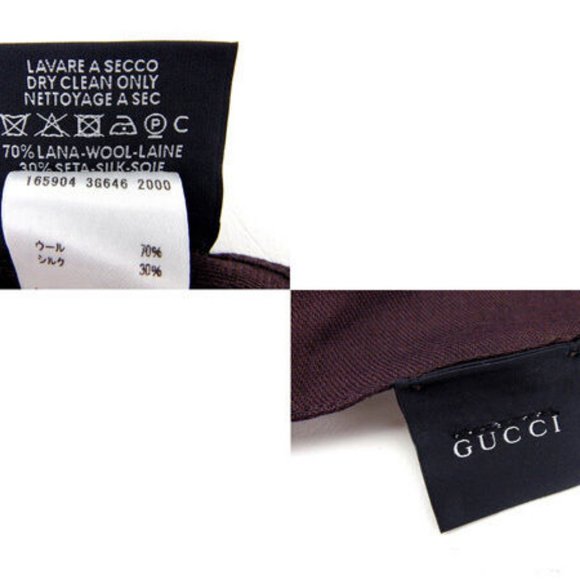 LAVARE A SECCO
DRY CLEAN ONLY
NETTOYAGE A SEC
P C
70% LANA-WOOL-LAINE
30% SETA-SILK-SOIE
165904 3G646 2000
ウール 70%
シルク 30%
GUCCI